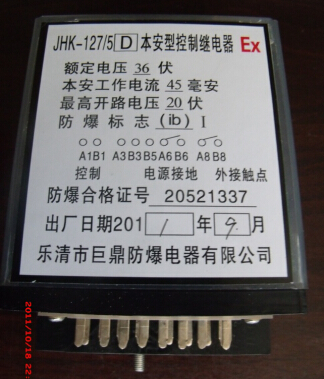 JHK-127/5 D 本安型控制继电器 Ex
额定电压 36 伏
本安工作电流 45 毫安
最高开路电压 20 伏
防爆标志 (ib) I
A1B1 A3B3B5A6B6 A8B8
控制 电源接地 外接触点
防爆合格证号 20521337
出厂日期201 1 年 9 月
乐清市巨鼎防爆电器有限公司
2011/10/18 22